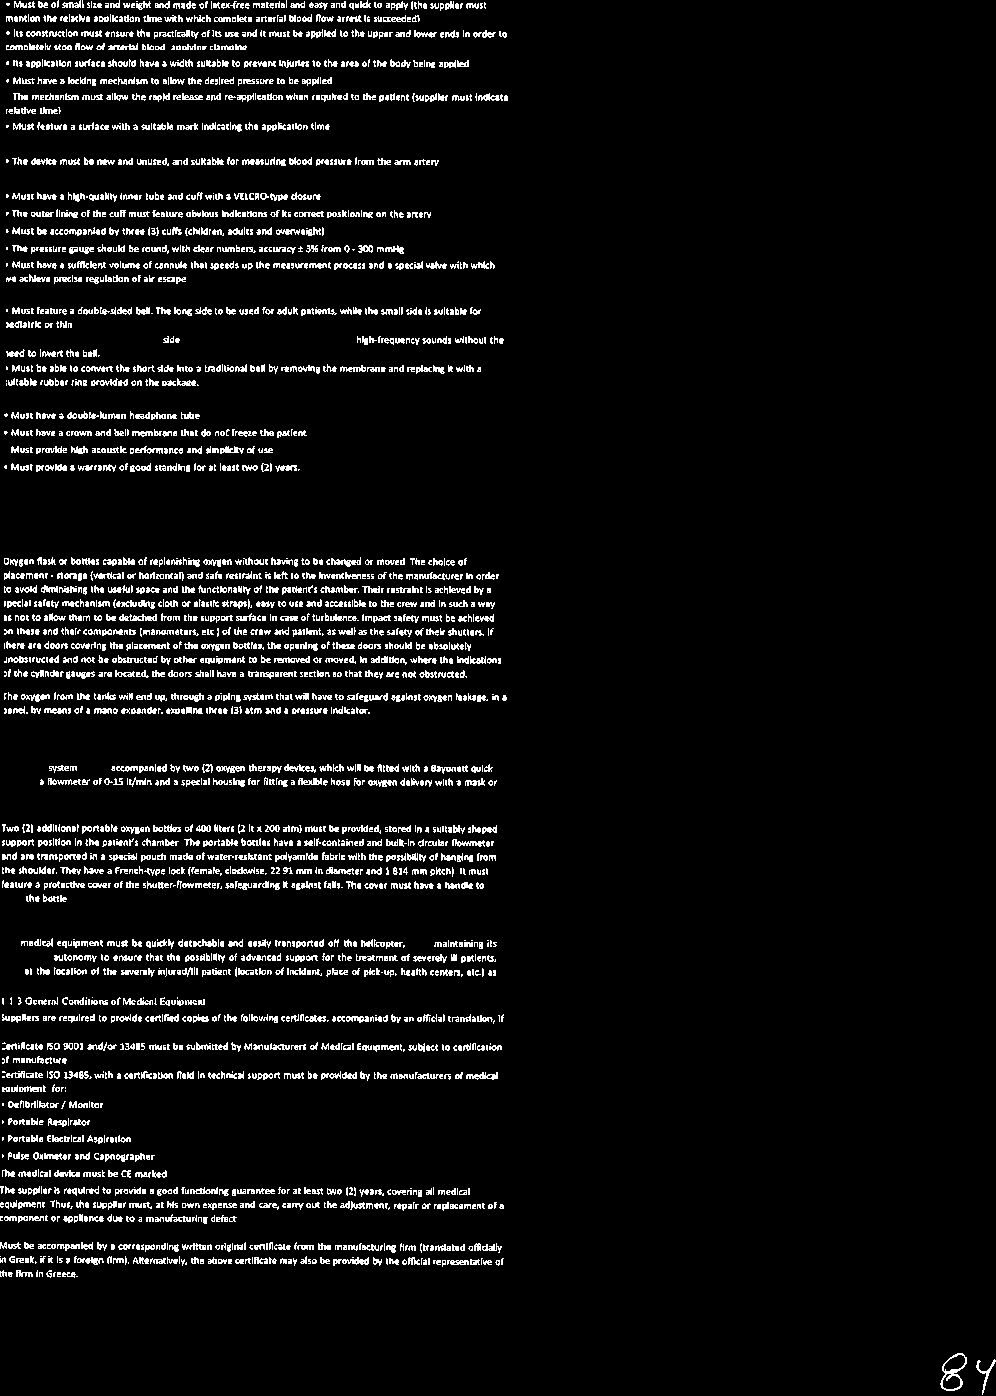 • Must be of small size and weight and made of latex-free material and easy and quick to apply (the supplier must
mention the relative application time with which complete arterial blood flow arrest is succeeded)
• Its construction must ensure the practicality of its use and it must be applied to the upper and lower ends in order to
completely stop flow of arterial blood applying clamping
• Its application surface should have a width suitable to prevent injuries to the area of the body being applied
• Must have a locking mechanism to allow the desired pressure to be applied
The mechanism must allow the rapid release and re-application when required to the patient (supplier must indicate
relative time)
• Must feature a surface with a suitable mark indicating the application time
• The device must be new and unused, and suitable for measuring blood pressure from the arm artery
• Must have a high-quality inner tube and cuff with a VELCRO-type closure
• The outer lining of the cuff must feature obvious indications of its correct positioning on the artery
• Must be accompanied by three (3) cuffs (children, adults and overweight)
• The pressure gauge should be round, with clear numbers, accuracy ± 3% from 0 - 300 mmHg
• Must have a sufficient volume of cannule that speeds up the measurement process and a special valve with which
we achieve precise regulation of air escape
• Must feature a double-sided bell. The long side to be used for adult patients, while the small side is suitable for
pediatric or thin
side high-frequency sounds without the
need to invert the bell.
• Must be able to convert the short side into a traditional bell by removing the membrane and replacing it with a
suitable rubber ring provided on the package.
• Must have a double-lumen headphone tube
• Must have a crown and bell membrane that do not freeze the patient
Must provide high acoustic performance and simplicity of use
• Must provide a warranty of good standing for at least two (2) years.
Oxygen flask or bottles capable of replenishing oxygen without having to be changed or moved The choice of
placement - storage (vertical or horizontal) and safe restraint is left to the inventiveness of the manufacturer in order
to avoid diminishing the useful space and the functionality of the patient's chamber. Their restraint is achieved by a
special safety mechanism (excluding cloth or elastic straps), easy to use and accessible to the crew and in such a way
as not to allow them to be detached from the support surface in case of turbulence. Impact safety must be achieved
on these and their components (manometers, etc ) of the crew and patient, as well as the safety of their shutters. If
there are doors covering the placement of the oxygen bottles, the opening of these doors should be absolutely
unobstructed and not be obstructed by other equipment to be removed or moved. In addition, where the indications
of the cylinder gauges are located, the doors shall have a transparent section so that they are not obstructed.
The oxygen from the tanks will end up, through a piping system that will have to safeguard against oxygen leakage, in a
panel, by means of a mano expander, expelling three (3) atm and a pressure indicator.
system accompanied by two (2) oxygen therapy devices, which will be fitted with a Bayonett quick
a flowmeter of 0-15 lt/min and a special housing for fitting a flexible hose for oxygen delivery with a mask or
Two (2) additional portable oxygen bottles of 400 liters (2 lt x 200 atm) must be provided, stored in a suitably shaped
support position in the patient's chamber The portable bottles have a self-contained and built-in circular flowmeter
and are transported in a special pouch made of water-resistant polyamide fabric with the possibility of hanging from
the shoulder. They have a French-type lock (female, clockwise, 22 91 mm in diameter and 1 814 mm pitch) It must
feature a protective cover of the shutter-flowmeter, safeguarding it against falls. The cover must have a handle to
the bottle
medical equipment must be quickly detachable and easily transported off the helicopter, maintaining its
autonomy to ensure that the possibility of advanced support for the treatment of severely ill patients,
at the location of the severely injured/ill patient (location of incident, place of pick-up, health centers, etc.) as
1 1 3 General Conditions of Medical Equipment
Suppliers are required to provide certified copies of the following certificates, accompanied by an official translation, if
Certificate ISO 9001 and/or 13485 must be submitted by Manufacturers of Medical Equipment, subject to certification
of manufacture
Certificate ISO 13485, with a certification field in technical support must be provided by the manufacturers of medical
equipment for:
• Defibrillator / Monitor
• Portable Respirator
• Portable Electrical Aspiration
• Pulse Oximeter and Capnographer
The medical device must be CE marked
The supplier is required to provide a good functioning guarantee for at least two (2) years, covering all medical
equipment Thus, the supplier must, at his own expense and care, carry out the adjustment, repair or replacement of a
component or appliance due to a manufacturing defect
Must be accompanied by a corresponding written original certificate from the manufacturing firm (translated officially
in Greek, if it is a foreign firm). Alternatively, the above certificate may also be provided by the official representative of
the firm in Greece.
84